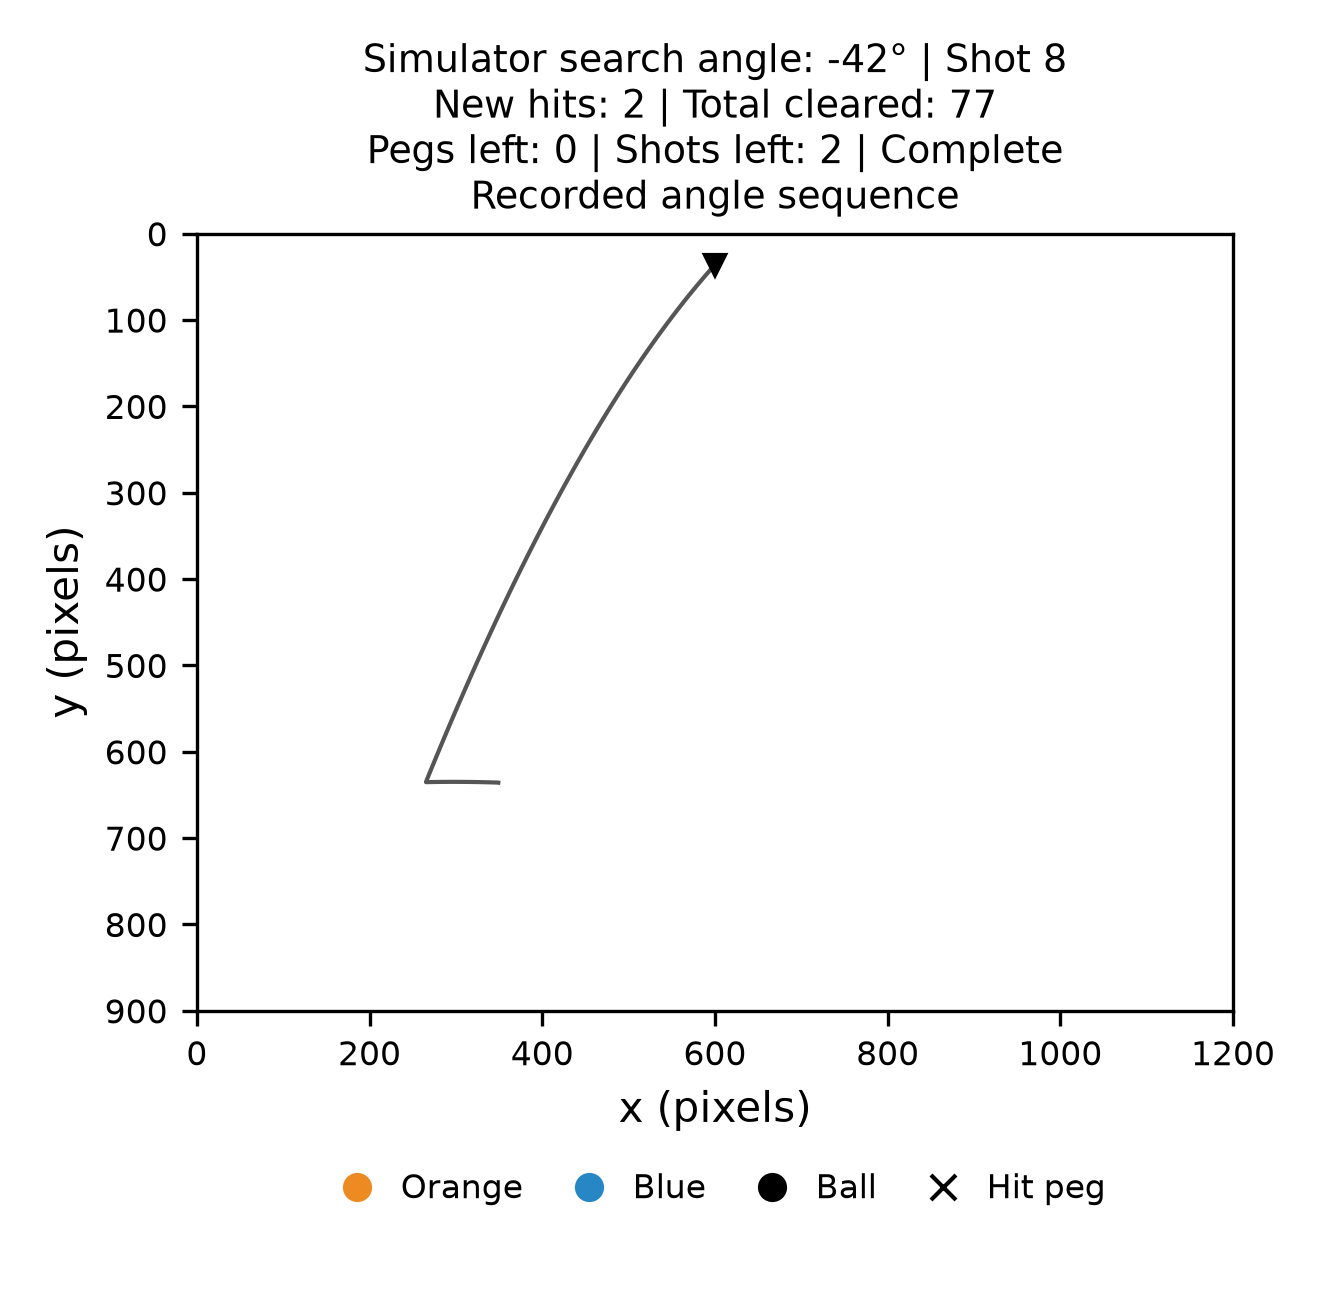 Simulator search angle: -42° | Shot 8
New hits: 2 | Total cleared: 77
Pegs left: 0 | Shots left: 2 | Complete
Recorded angle sequence
0
100
200
300
400
500
600
700
800
900
y (pixels)
0 200 400 600 800 1000 1200
x (pixels)
Orange Blue Ball Hit peg